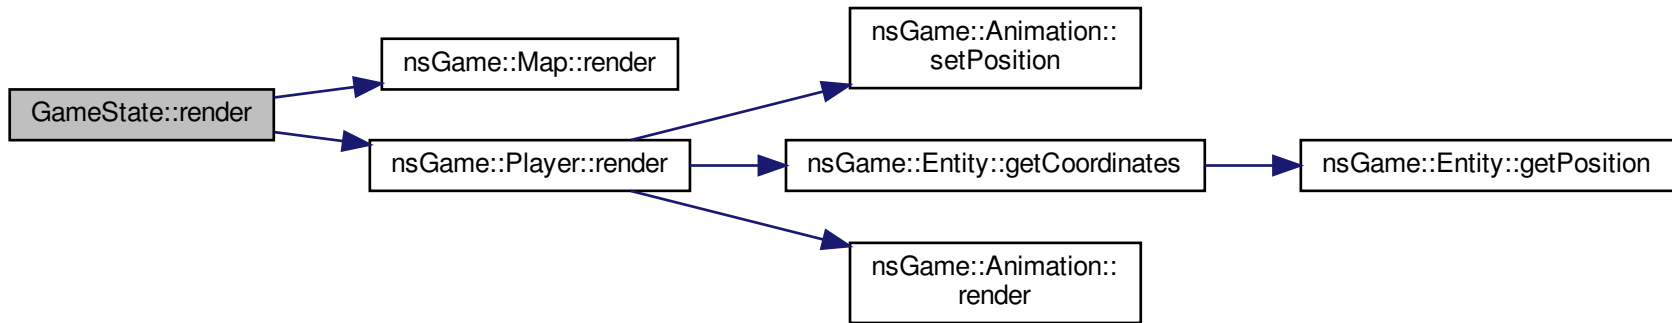 GameState::render
nsGame::Map::render
nsGame::Player::render
nsGame::Animation::
setPosition
nsGame::Entity::getCoordinates
nsGame::Entity::getPosition
nsGame::Animation::
render